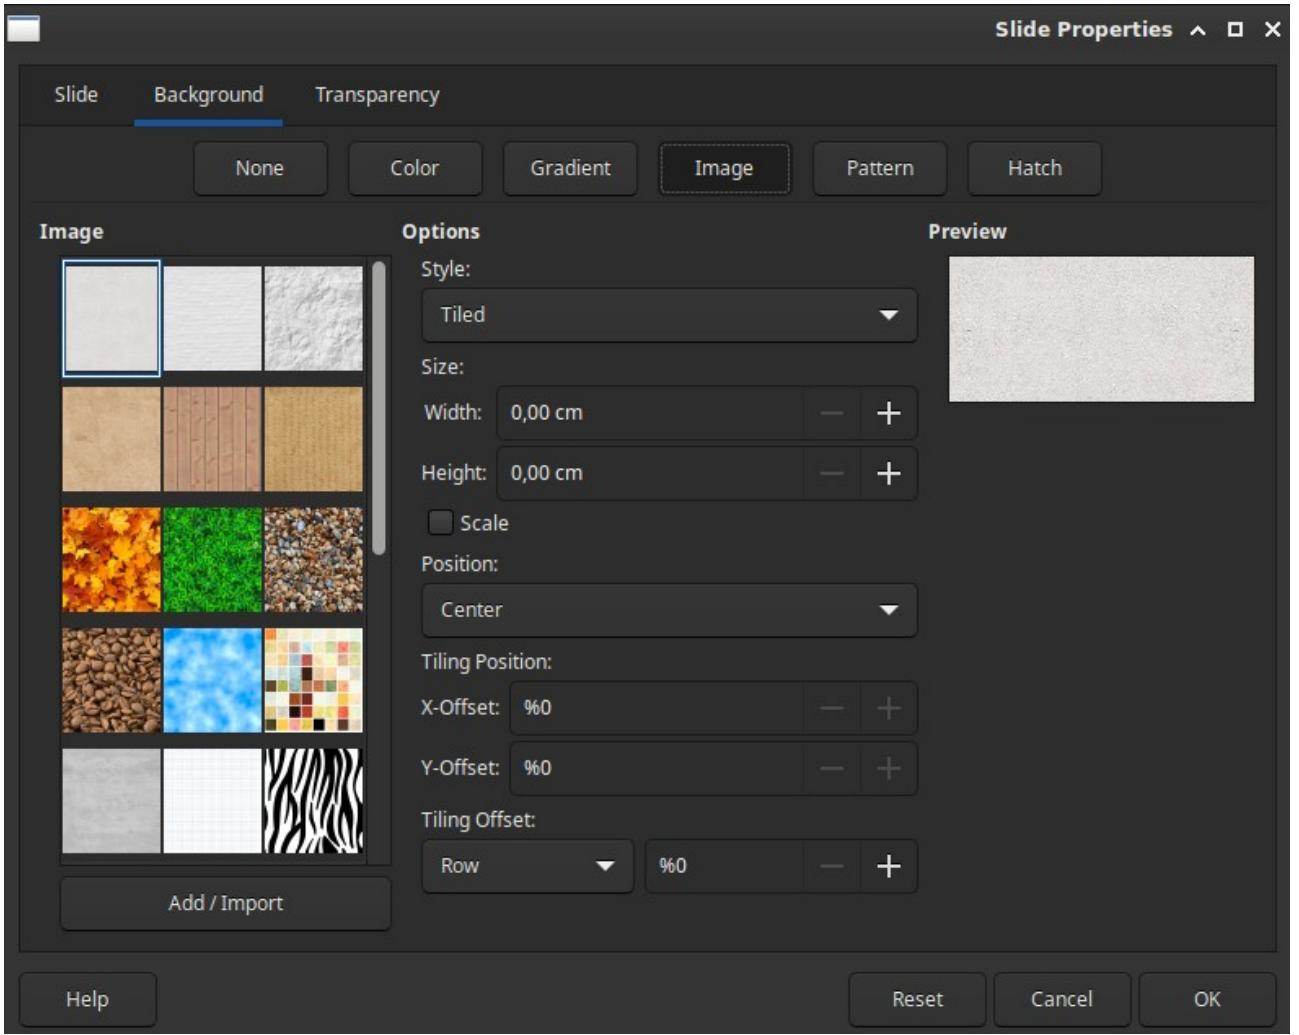 Slide Properties
Slide Background Transparency
None Color Gradient Image Pattern Hatch
Image
Add / Import
Options
Style:
Tiled
Size:
Width: 0,00 cm
Height: 0,00 cm
Scale
Position:
Center
Tiling Position:
X-Offset: %0
Y-Offset: %0
Tiling Offset:
Row %0
Preview
Help Reset Cancel OK